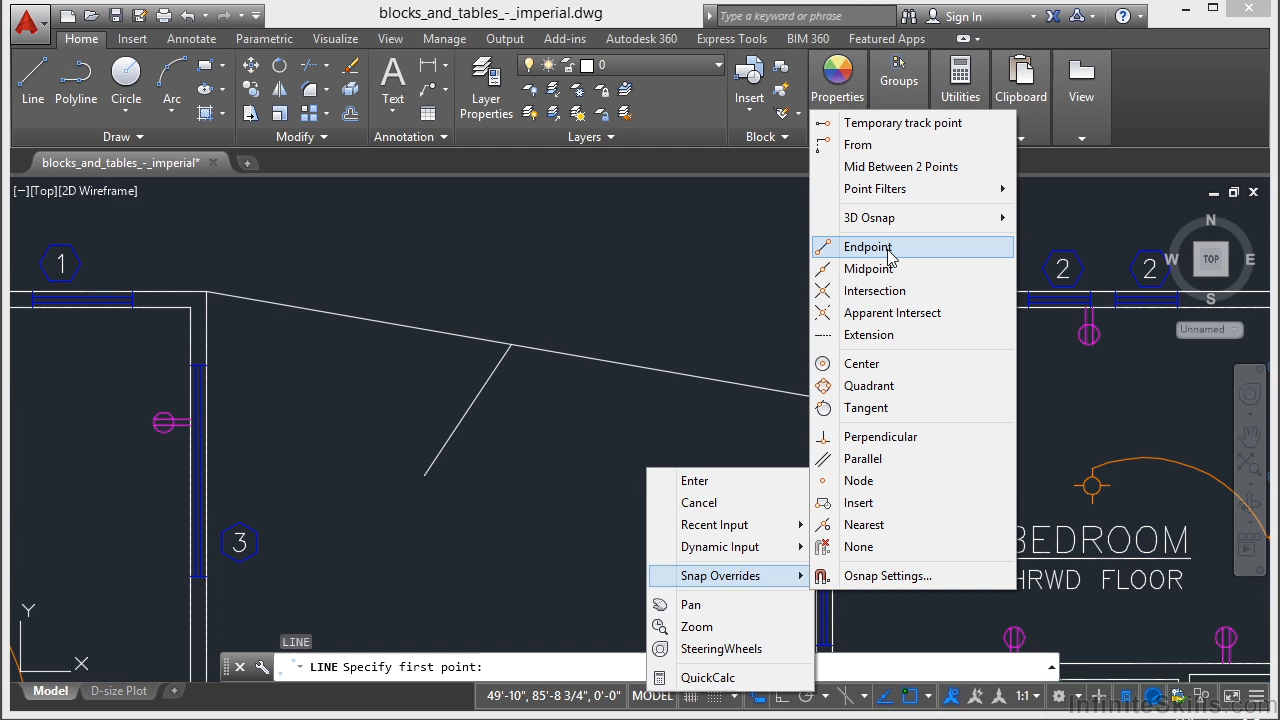 blocks_and_tables_-_imperial.dwg
Type a keyword or phrase
Sign In
Home
Insert
Annotate
Parametric
Visualize
View
Manage
Output
Add-ins
Autodesk 360
Express Tools
BIM 360
Featured Apps
Line
Polyline
Circle
Arc
Text
Layer
Properties
0
Insert
Properties
Groups
Utilities
Clipboard
View
Draw
Modify
Annotation
Layers
Block
blocks_and_tables_-_imperial*
[−][Top][2D Wireframe]
Temporary track point
From
Mid Between 2 Points
Point Filters
3D Osnap
Endpoint
Midpoint
Intersection
Apparent Intersect
Extension
Center
Quadrant
Tangent
Perpendicular
Parallel
Node
Insert
Nearest
None
Osnap Settings...
Enter
Cancel
Recent Input
Dynamic Input
Snap Overrides
Pan
Zoom
SteeringWheels
QuickCalc
1
3
2
2
N
W
TOP
E
S
Unnamed
BEDROOM
HRWD FLOOR
Y
X
LINE
LINE Specify first point:
Model
D-size Plot
49'-10", 85'-8 3/4", 0'-0"
MODEL
1:1
InfiniteSkills.com